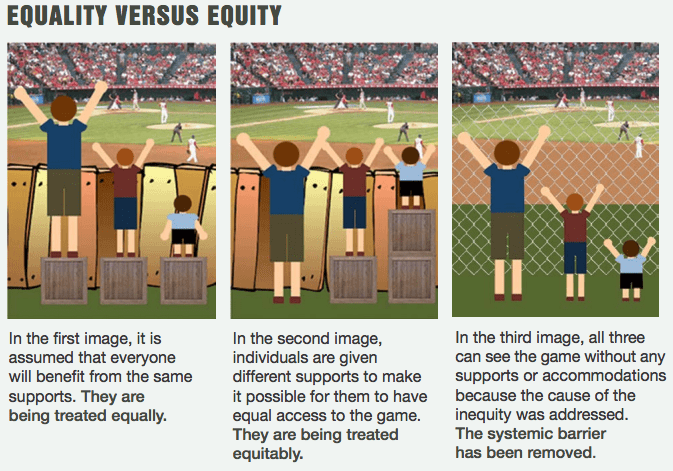 EQUALITY VERSUS EQUITY
In the first image, it is
assumed that everyone
will benefit from the same
supports. They are
being treated equally.
In the second image,
individuals are given
different supports to make
it possible for them to have
equal access to the game.
They are being treated
equitably.
In the third image, all three
can see the game without any
supports or accommodations
because the cause of the
inequity was addressed.
The systemic barrier
has been removed.